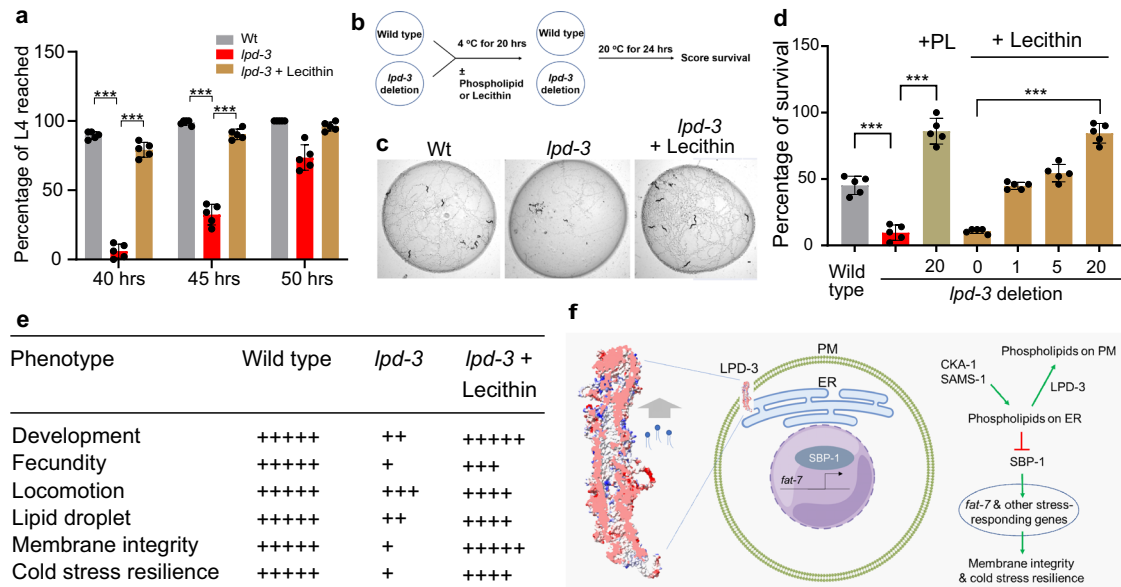 a
Percentage of L4 reached
150
100
50
0
Wt
lpd-3
lpd-3 + Lecithin
***
***
***
***
40 hrs
45 hrs
50 hrs
b
Wild type
lpd-3
deletion
4 ºC for 20 hrs
±
Phospholipid
or Lecithin
Wild type
lpd-3
deletion
20 ºC for 24 hrs
Score survival
c
Wt
lpd-3
lpd-3
+ Lecithin
d
Percentage of survival
150
100
50
0
+PL
+ Lecithin
***
***
***
Wild
type
20
0
1
5
20
lpd-3 deletion
e
Phenotype Wild type lpd-3 lpd-3 +
Lecithin
Development +++++ ++ +++++
Fecundity +++++ + +++
Locomotion +++++ +++ ++++
Lipid droplet +++++ ++ ++++
Membrane integrity +++++ + +++++
Cold stress resilience +++++ + ++++
f
LPD-3
PM
ER
SBP-1
fat-7
Phospholipids on PM
CKA-1
SAMS-1
LPD-3
Phospholipids on ER
SBP-1
fat-7 & other stress-
responding genes
Membrane integrity
& cold stress resilience